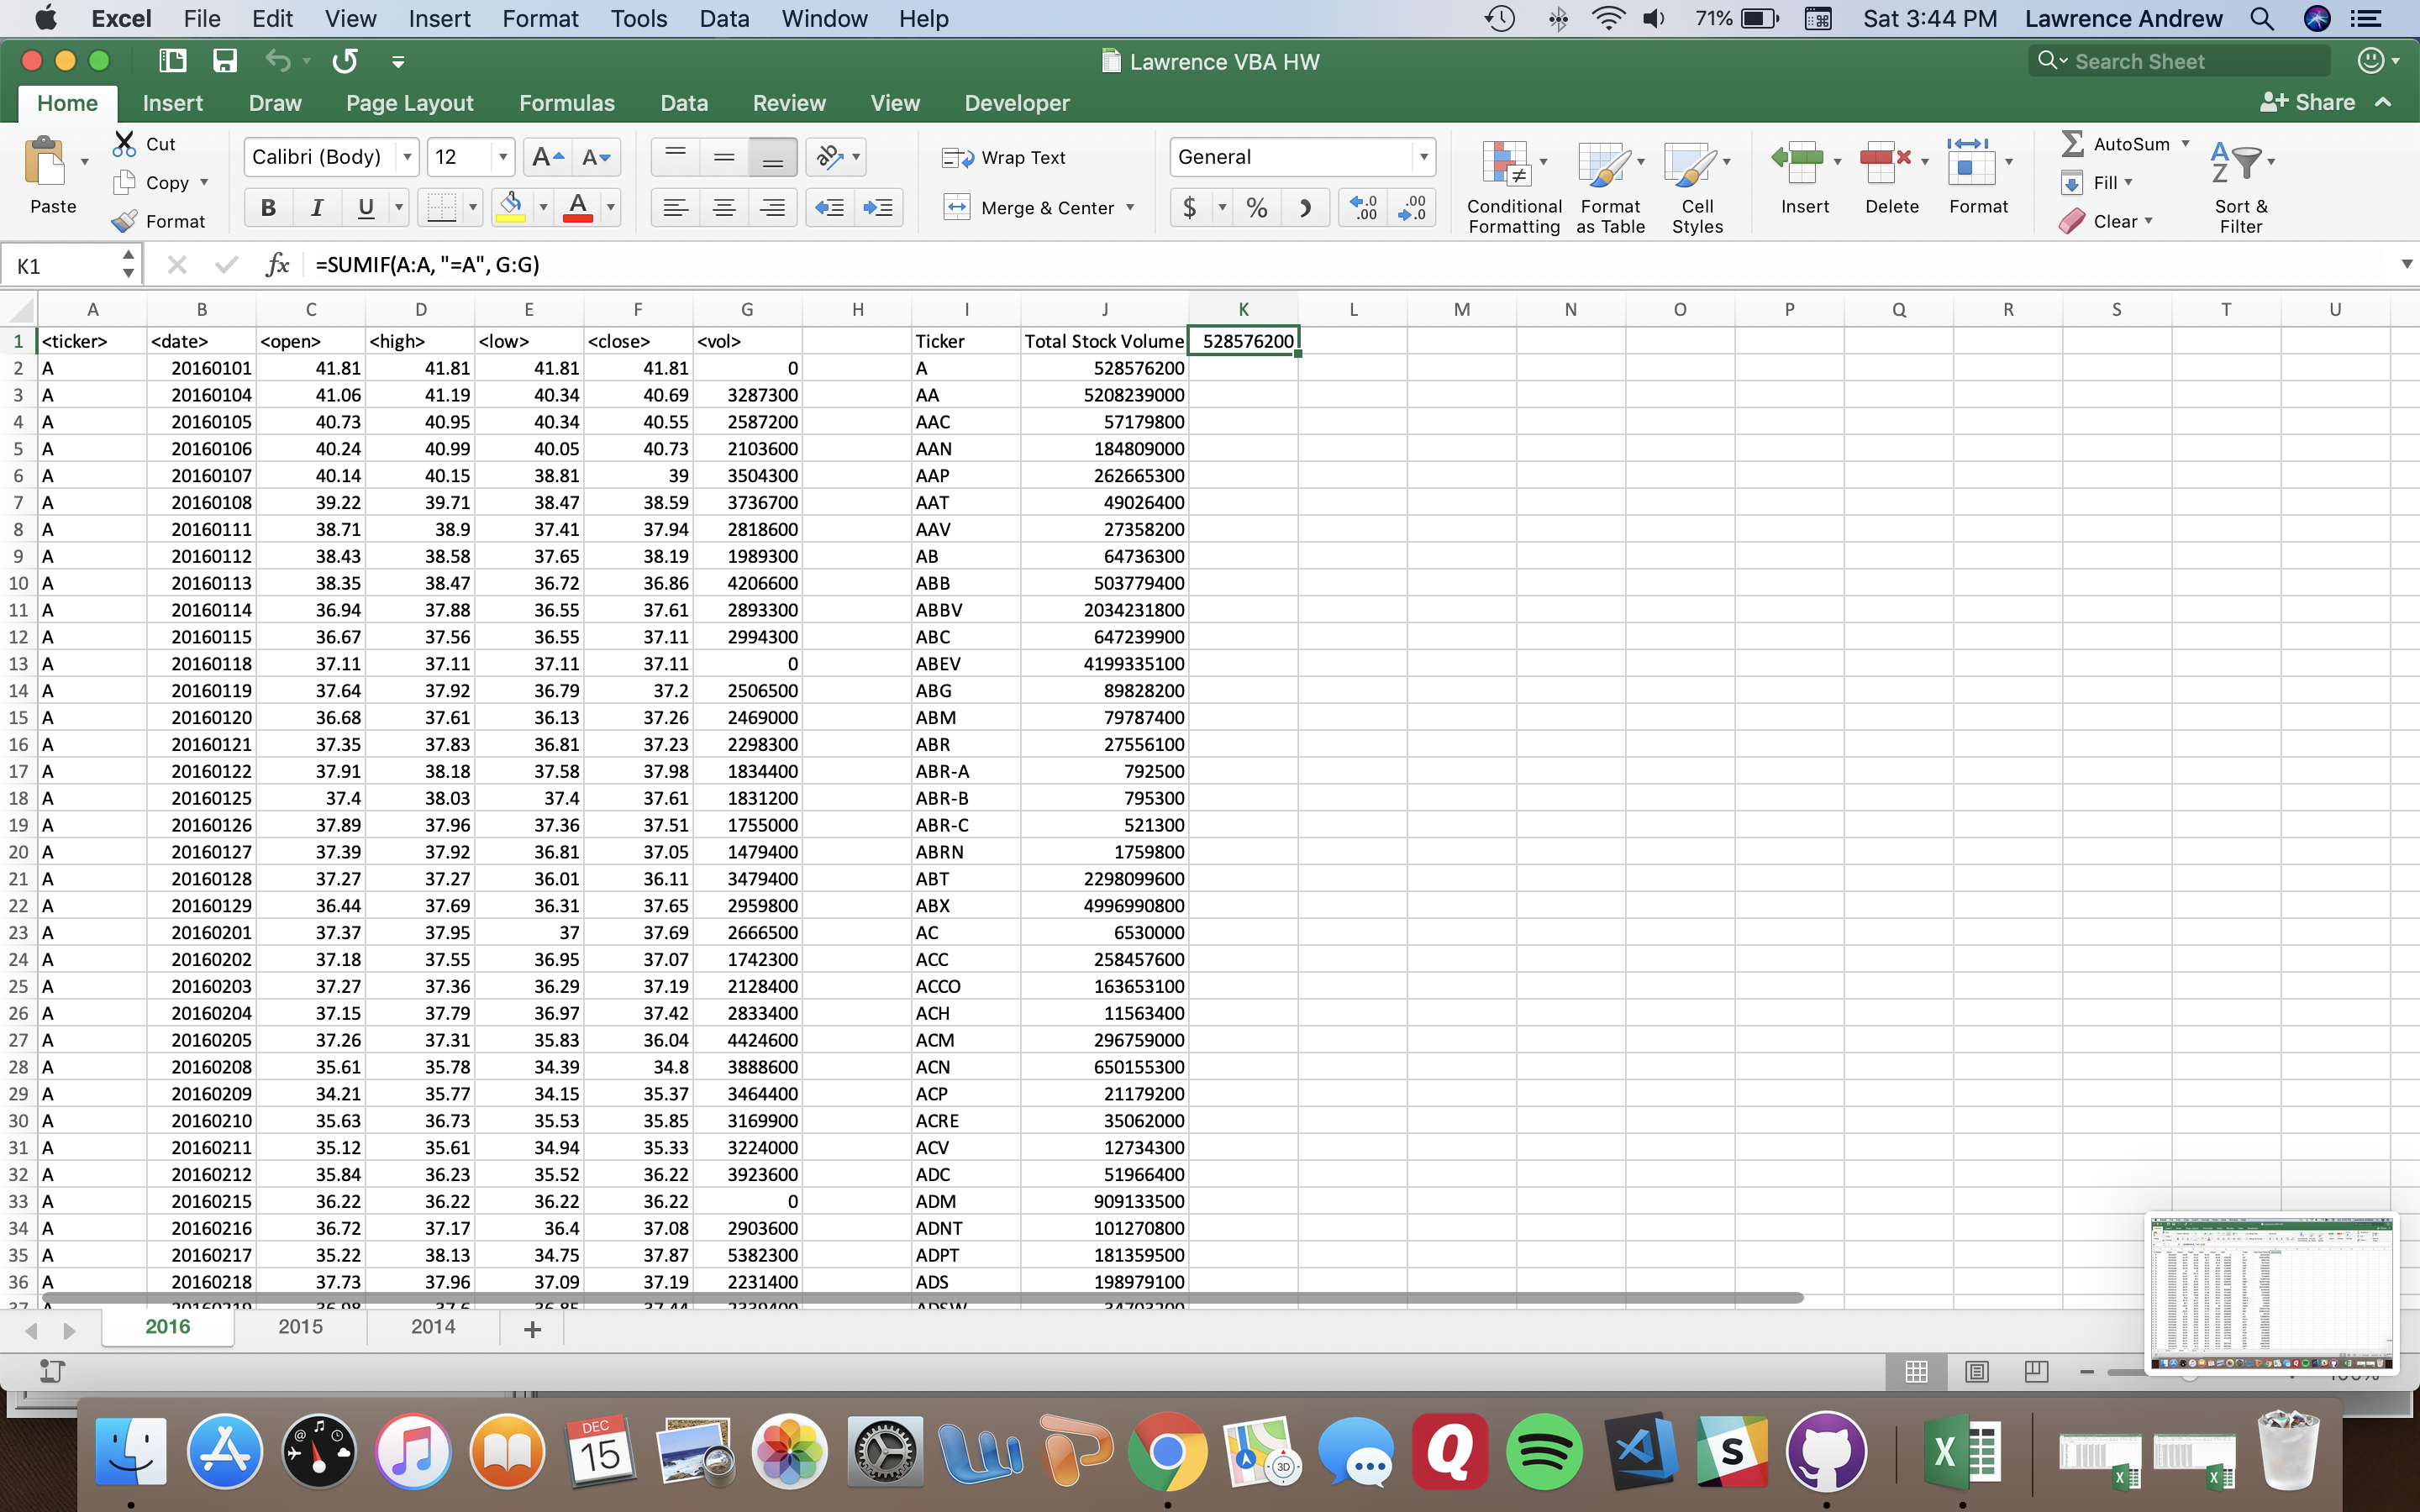 Excel File Edit View Insert Format Tools Data Window Help 71% Sat 3:44 PM Lawrence Andrew
Lawrence VBA HW Search Sheet
Home Insert Draw Page Layout Formulas Data Review View Developer Share
Paste Cut Copy Format
Calibri (Body) 12
B I U A
Wrap Text
Merge & Center
General
$ %
Conditional Formatting
Format as Table
Cell Styles
Insert Delete Format
AutoSum
Fill
Clear
Sort & Filter
K1 fx =SUMIF(A:A, "=A", G:G)
A B C D E F G H I J K L M N O P Q R S T U
1 <ticker> <date> <open> <high> <low> <close> <vol> Ticker Total Stock Volume 528576200
2 A 20160101 41.81 41.81 41.81 41.81 0 A 528576200
3 A 20160104 41.06 41.19 40.34 40.69 3287300 AA 5208239000
4 A 20160105 40.73 40.95 40.34 40.55 2587200 AAC 57179800
5 A 20160106 40.24 40.99 40.05 40.73 2103600 AAN 184809000
6 A 20160107 40.14 40.15 38.81 39 3504300 AAP 262665300
7 A 20160108 39.22 39.71 38.47 38.59 3736700 AAT 49026400
8 A 20160111 38.71 38.9 37.41 37.94 2818600 AAV 27358200
9 A 20160112 38.43 38.58 37.65 38.19 1989300 AB 64736300
10 A 20160113 38.35 38.47 36.72 36.86 4206600 ABB 503779400
11 A 20160114 36.94 37.88 36.55 37.61 2893300 ABBV 2034231800
12 A 20160115 36.67 37.56 36.55 37.11 2994300 ABC 647239900
13 A 20160118 37.11 37.11 37.11 37.11 0 ABEV 4199335100
14 A 20160119 37.64 37.92 36.79 37.2 2506500 ABG 89828200
15 A 20160120 36.68 37.61 36.13 37.26 2469000 ABM 79787400
16 A 20160121 37.35 37.83 36.81 37.23 2298300 ABR 27556100
17 A 20160122 37.91 38.18 37.58 37.98 1834400 ABR-A 792500
18 A 20160125 37.4 38.03 37.4 37.61 1831200 ABR-B 795300
19 A 20160126 37.89 37.96 37.36 37.51 1755000 ABR-C 521300
20 A 20160127 37.39 37.92 36.81 37.05 1479400 ABRN 1759800
21 A 20160128 37.27 37.27 36.01 36.11 3479400 ABT 2298099600
22 A 20160129 36.44 37.69 36.31 37.65 2959800 ABX 4996990800
23 A 20160201 37.37 37.95 37 37.69 2666500 AC 6530000
24 A 20160202 37.18 37.55 36.95 37.07 1742300 ACC 258457600
25 A 20160203 37.27 37.36 36.29 37.19 2128400 ACCO 163653100
26 A 20160204 37.15 37.79 36.97 37.42 2833400 ACH 11563400
27 A 20160205 37.26 37.31 35.83 36.04 4424600 ACM 296759000
28 A 20160208 35.61 35.78 34.39 34.8 3888600 ACN 650155300
29 A 20160209 34.21 35.77 34.15 35.37 3464400 ACP 21179200
30 A 20160210 35.63 36.73 35.53 35.85 3169900 ACRE 35062000
31 A 20160211 35.12 35.61 34.94 35.33 3224000 ACV 12734300
32 A 20160212 35.84 36.23 35.52 36.22 3923600 ADC 51966400
33 A 20160215 36.22 36.22 36.22 36.22 0 ADM 909133500
34 A 20160216 36.72 37.17 36.4 37.08 2903600 ADNT 101270800
35 A 20160217 35.22 38.13 34.75 37.87 5382300 ADPT 181359500
36 A 20160218 37.73 37.96 37.09 37.19 2231400 ADS 198979100
2016 2015 2014 +
DEC
15
3D